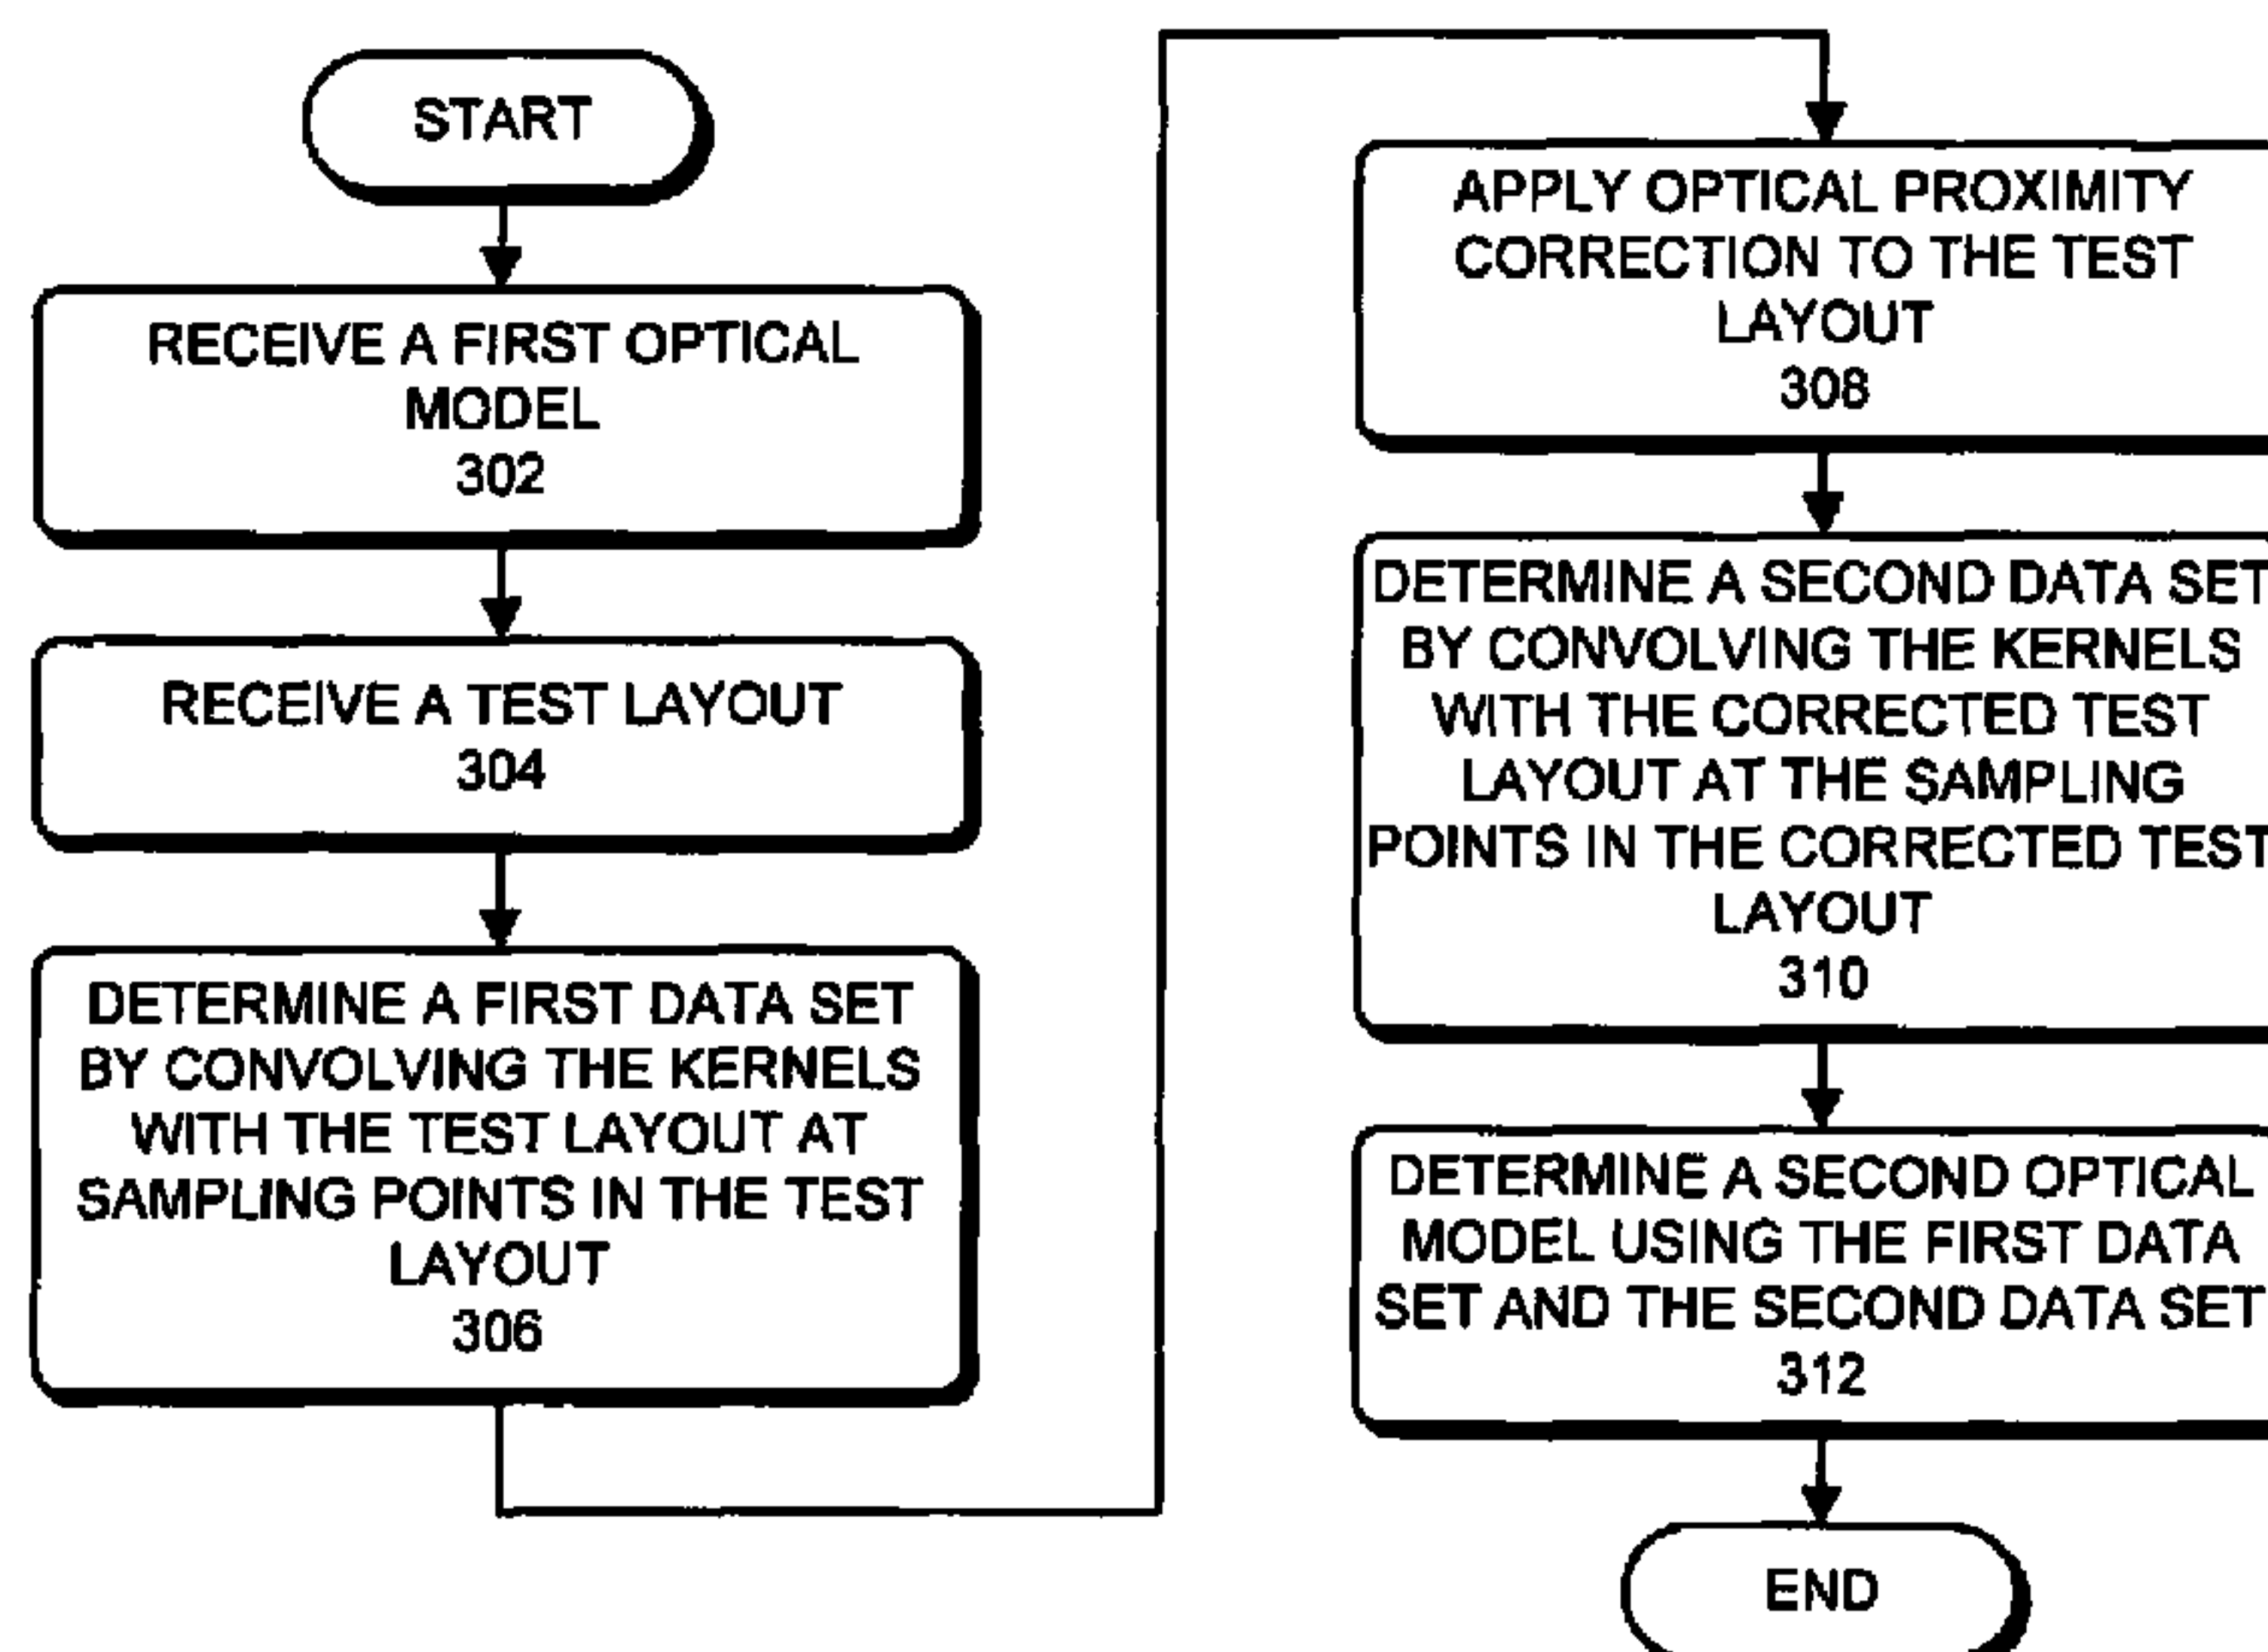 START
RECEIVE A FIRST OPTICAL
MODEL
302
RECEIVE A TEST LAYOUT
304
DETERMINE A FIRST DATA SET
BY CONVOLVING THE KERNELS
WITH THE TEST LAYOUT AT
SAMPLING POINTS IN THE TEST
LAYOUT
306
APPLY OPTICAL PROXIMITY
CORRECTION TO THE TEST
LAYOUT
308
DETERMINE A SECOND DATA SET
BY CONVOLVING THE KERNELS
WITH THE CORRECTED TEST
LAYOUT AT THE SAMPLING
POINTS IN THE CORRECTED TEST
LAYOUT
310
DETERMINE A SECOND OPTICAL
MODEL USING THE FIRST DATA
SET AND THE SECOND DATA SET
312
END